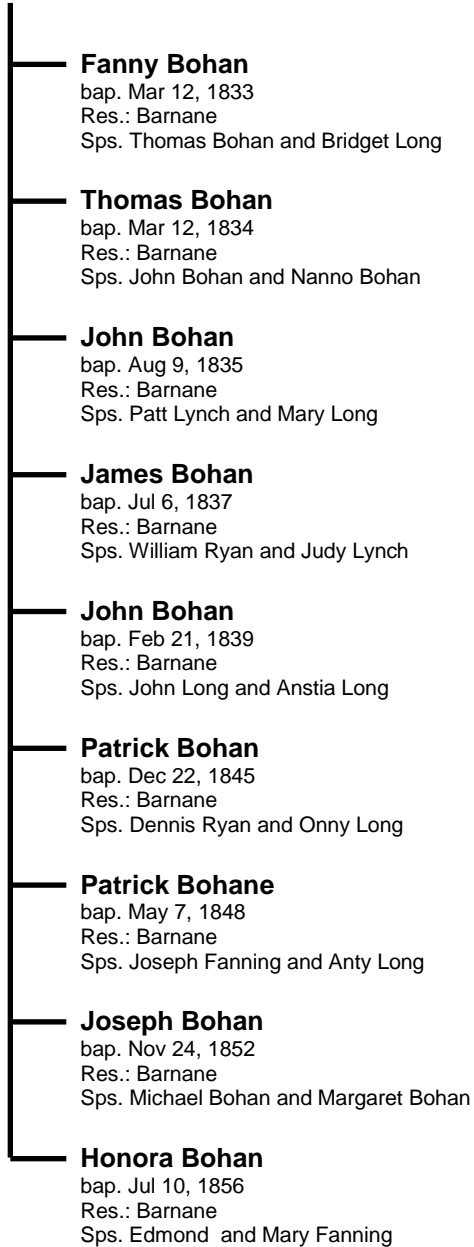 Fanny Bohan
bap. Mar 12, 1833
Res.: Barnane
Sps. Thomas Bohan and Bridget Long
Thomas Bohan
bap. Mar 12, 1834
Res.: Barnane
Sps. John Bohan and Nanno Bohan
John Bohan
bap. Aug 9, 1835
Res.: Barnane
Sps. Patt Lynch and Mary Long
James Bohan
bap. Jul 6, 1837
Res.: Barnane
Sps. William Ryan and Judy Lynch
John Bohan
bap. Feb 21, 1839
Res.: Barnane
Sps. John Long and Anstia Long
Patrick Bohan
bap. Dec 22, 1845
Res.: Barnane
Sps. Dennis Ryan and Onny Long
Patrick Bohane
bap. May 7, 1848
Res.: Barnane
Sps. Joseph Fanning and Anty Long
Joseph Bohan
bap. Nov 24, 1852
Res.: Barnane
Sps. Michael Bohan and Margaret Bohan
Honora Bohan
bap. Jul 10, 1856
Res.: Barnane
Sps. Edmond  and Mary Fanning